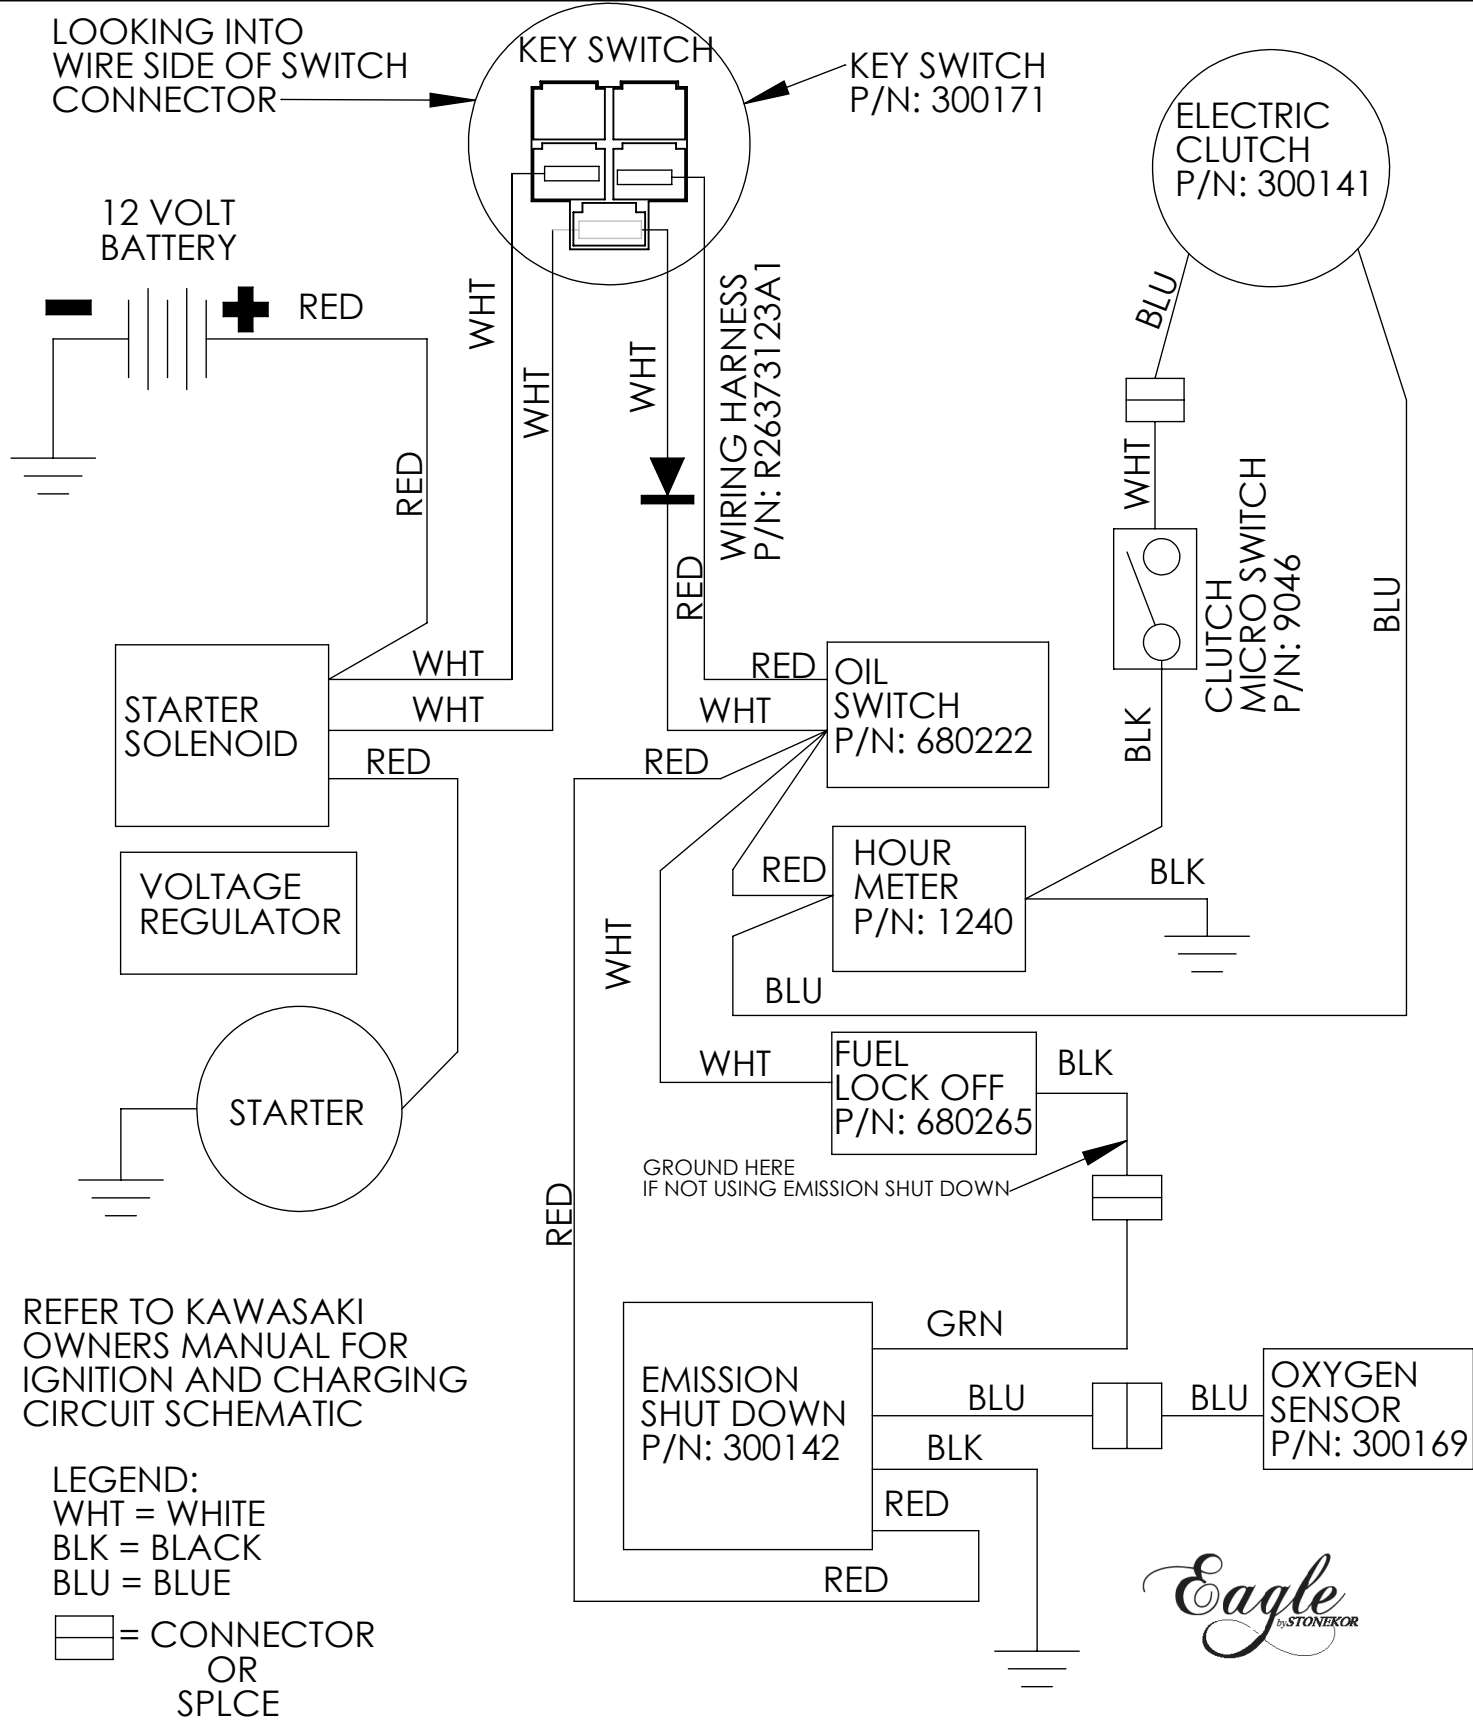 LOOKING INTO
WIRE SIDE OF SWITCH
CONNECTOR
KEY SWITCH
KEY SWITCH
P/N: 300171
ELECTRIC
CLUTCH
P/N: 300141
12 VOLT
BATTERY
RED
RED
WHT
WHT
WHT
WIRING HARNESS
P/N: R26373123A1
RED
BLU
WHT
CLUTCH
MICRO SWITCH
P/N: 9046
BLU
BLK
STARTER
SOLENOID
WHT
WHT
RED
RED
WHT
RED
OIL
SWITCH
P/N: 680222
VOLTAGE
REGULATOR
RED
HOUR
METER
P/N: 1240
BLK
WHT
BLU
STARTER
WHT
FUEL
LOCK OFF
P/N: 680265
BLK
GROUND HERE
IF NOT USING EMISSION SHUT DOWN
RED
REFER TO KAWASAKI
OWNERS MANUAL FOR
IGNITION AND CHARGING
CIRCUIT SCHEMATIC
EMISSION
SHUT DOWN
P/N: 300142
GRN
BLU
BLU
OXYGEN
SENSOR
P/N: 300169
BLK
RED
RED
LEGEND:
WHT = WHITE
BLK = BLACK
BLU = BLUE
= CONNECTOR
OR
SPLCE
Eagle
by STONEKOR